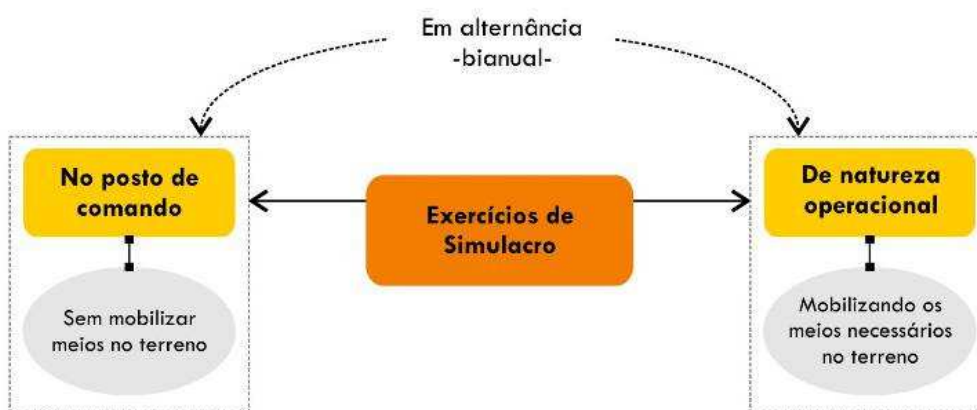 Em alternância
-bianual-
No posto de
comando
Sem mobilizar
meios no terreno
Exercícios de
Simulacro
De natureza
operacional
Mobilizando os
meios necessários
no terreno